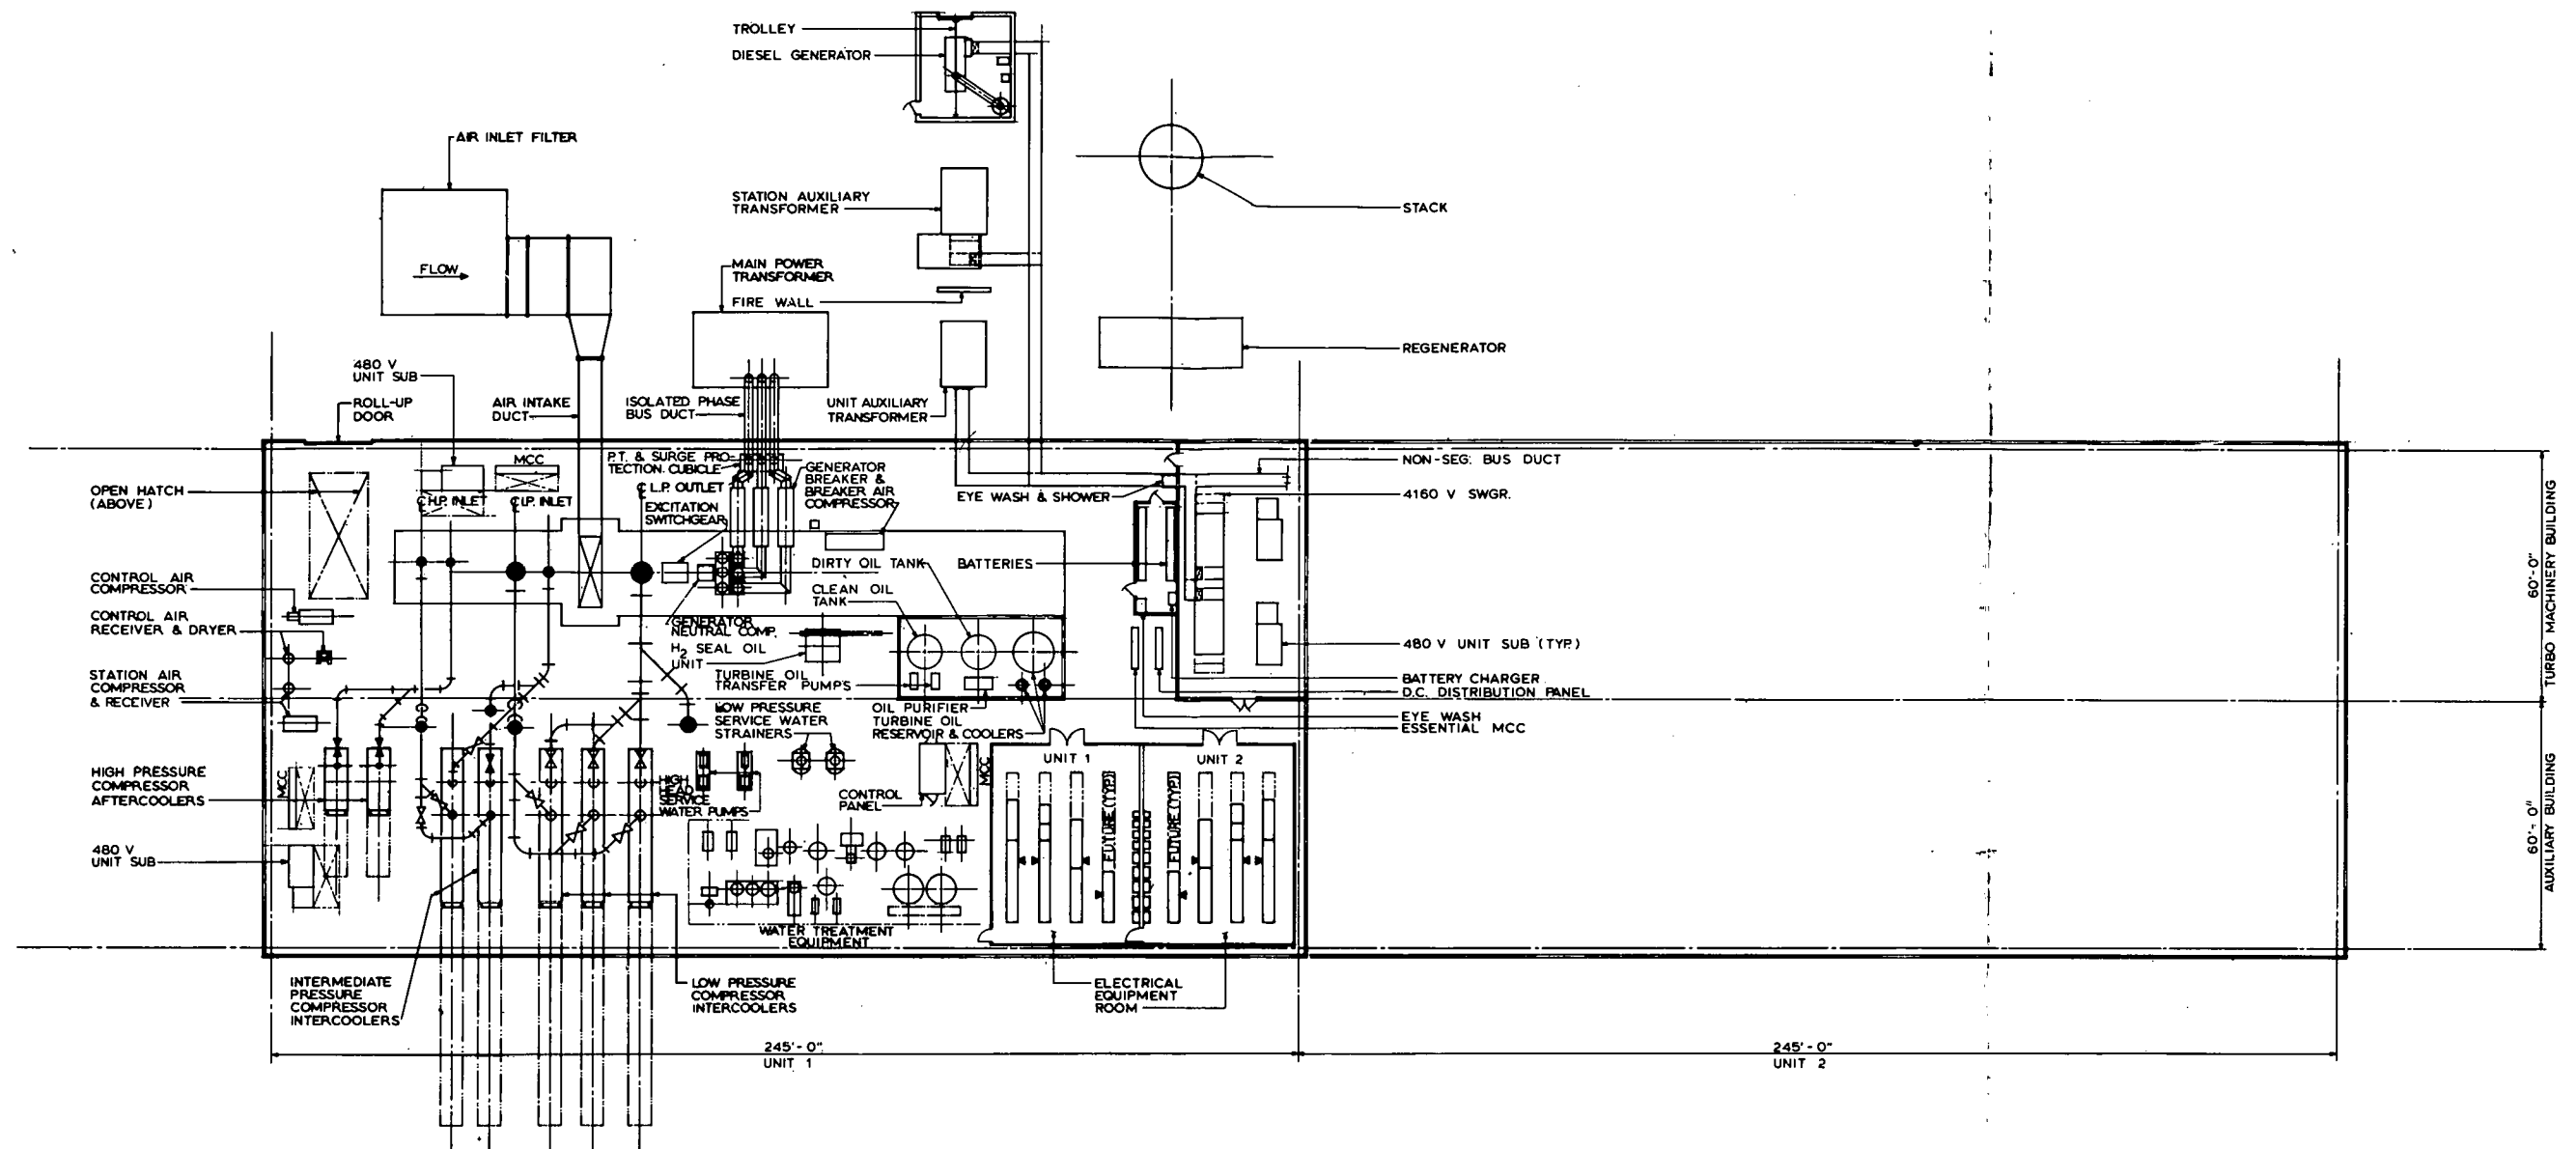 TROLLEY
DIESEL GENERATOR
AIR INLET FILTER
STATION AUXILIARY
TRANSFORMER
STACK
FLOW
MAIN POWER
TRANSFORMER
FIRE WALL
REGENERATOR
480 V
UNIT SUB
ROLL-UP
DOOR
AIR INTAKE
DUCT
ISOLATED PHASE
BUS DUCT
UNIT AUXILIARY
TRANSFORMER
MCC
P.T. & SURGE PRO-
TECTION. CUBICLE
GENERATOR
BREAKER &
BREAKER AIR
COMPRESSOR
NON-SEG. BUS DUCT
OPEN HATCH
(ABOVE)
℄ H.P. INLET
℄ I.P. INLET
℄ L.P. OUTLET
EYE WASH & SHOWER
4160 V SWGR.
EXCITATION
SWITCHGEAR
DIRTY OIL TANK
BATTERIES
CONTROL AIR
COMPRESSOR
CLEAN OIL
TANK
CONTROL AIR
RECEIVER & DRYER
GENERATOR
NEUTRAL COMP.
H2 SEAL OIL
UNIT
480 V UNIT SUB (TYP.)
STATION AIR
COMPRESSOR
& RECEIVER
TURBINE OIL
TRANSFER PUMPS
BATTERY CHARGER
D.C. DISTRIBUTION PANEL
LOW PRESSURE
SERVICE WATER
STRAINERS
OIL PURIFIER
TURBINE OIL
RESERVOIR & COOLERS
EYE WASH
ESSENTIAL MCC
HIGH PRESSURE
COMPRESSOR
AFTERCOOLERS
MCC
HIGH
HEAD
SERVICE
WATER PUMPS
CONTROL
PANEL
MCC
UNIT 1
UNIT 2
FUTURE (TYP.)
FUTURE (TYP.)
480 V
UNIT SUB
WATER TREATMENT
EQUIPMENT
INTERMEDIATE
PRESSURE
COMPRESSOR
INTERCOOLERS
LOW PRESSURE
COMPRESSOR
INTERCOOLERS
ELECTRICAL
EQUIPMENT
ROOM
245'-0"
UNIT 1
245'-0"
UNIT 2
60'-0"
TURBO MACHINERY BUILDING
60'-0"
AUXILIARY BUILDING